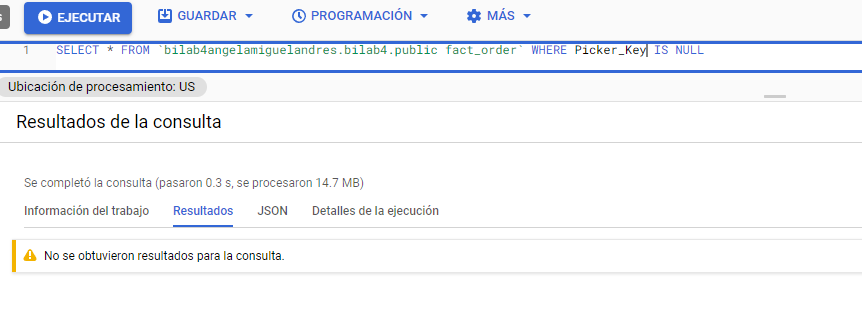 s EJECUTAR GUARDAR PROGRAMACIÓN MÁS
1 SELECT * FROM `bilab4angelamiguelandres.bilab4.public fact_order` WHERE Picker_Key IS NULL
Ubicación de procesamiento: US
Resultados de la consulta
Se completó la consulta (pasaron 0.3 s, se procesaron 14.7 MB)
Información del trabajo Resultados JSON Detalles de la ejecución
No se obtuvieron resultados para la consulta.